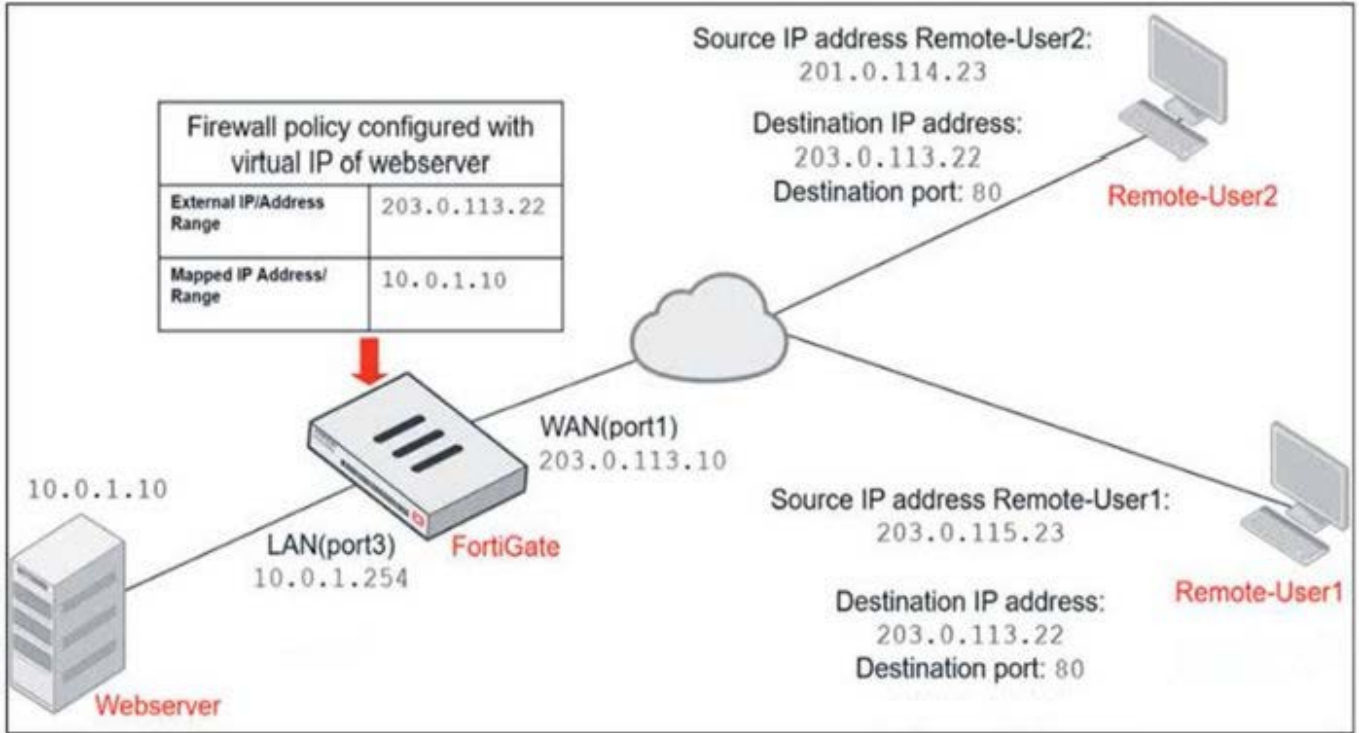 Source IP address Remote-User2:
201.0.114.23
Destination IP address:
203.0.113.22
Destination port: 80
Remote-User2
Firewall policy configured with
virtual IP of webserver
External IP/Address
Range
203.0.113.22
Mapped IP Address/
Range
10.0.1.10
WAN(port1)
203.0.113.10
10.0.1.10
LAN(port3)
10.0.1.254
FortiGate
Webserver
Source IP address Remote-User1:
203.0.115.23
Destination IP address:
203.0.113.22
Destination port: 80
Remote-User1